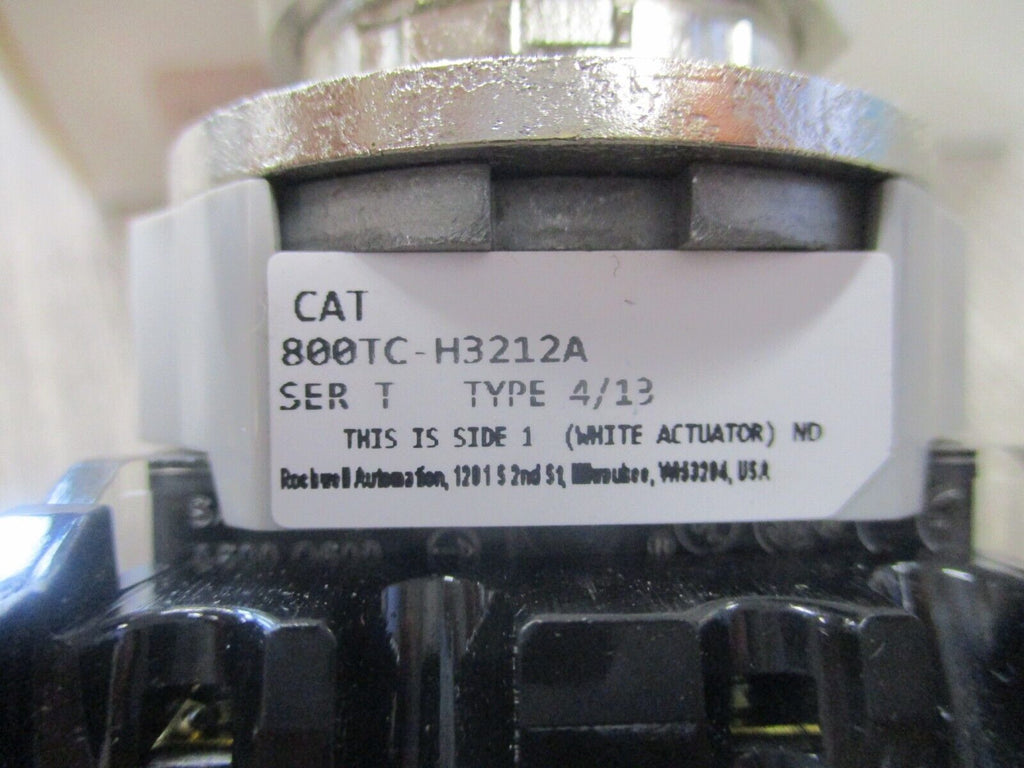 CAT
800TC-H3212A
SER T TYPE 4/13
THIS IS SIDE 1 (WHITE ACTUATOR) NO
Rockwell Automation, 1201 S 2nd St, Milwaukee, WI 53204, USA